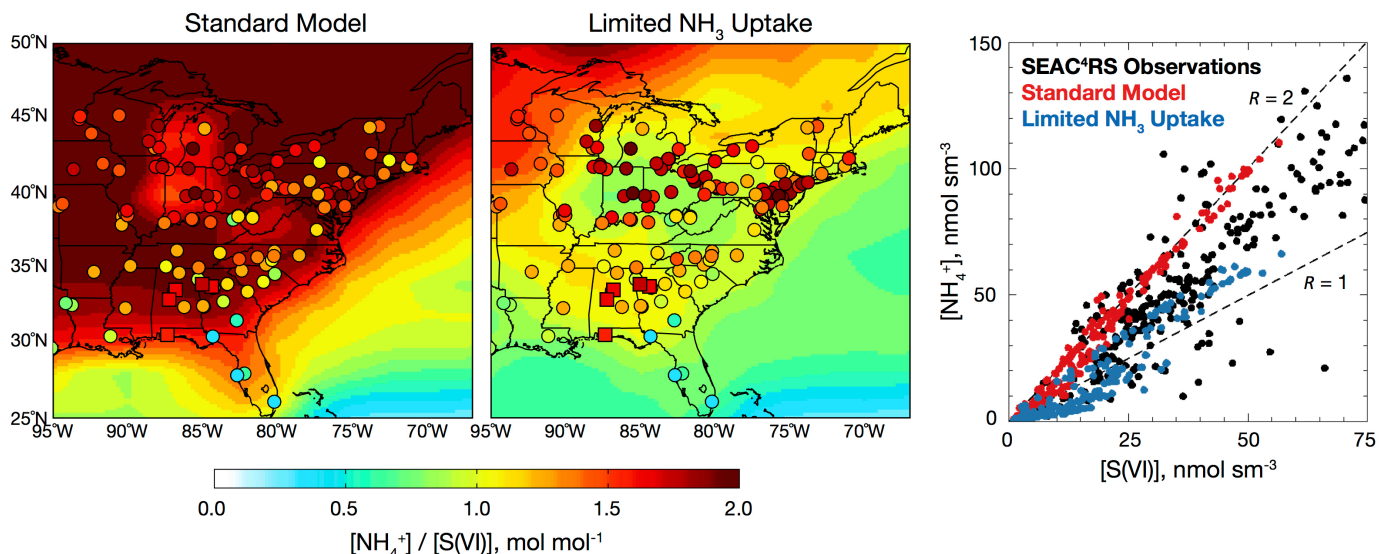 Standard Model
50°N
45°N
40°N
35°N
30°N
25°N
95°W 90°W 85°W 80°W 75°W 70°W
Limited NH₃ Uptake
95°W 90°W 85°W 80°W 75°W 70°W
0.0 0.5 1.0 1.5 2.0
[NH₄⁺] / [S(VI)], mol mol⁻¹
SEAC⁴RS Observations
Standard Model
Limited NH₃ Uptake
R = 2
R = 1
150
100
50
0
[NH₄⁺], nmol sm⁻³
0 25 50 75
[S(VI)], nmol sm⁻³